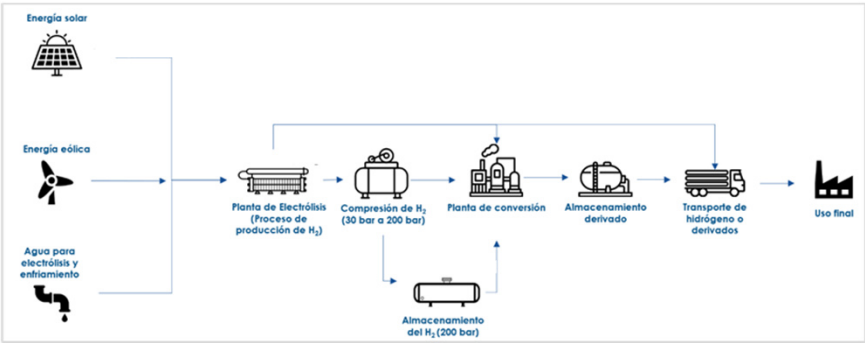 Energía solar
Energía eólica
Agua para
electrólisis y
enfriamiento
Planta de Electrólisis
(Proceso de
producción de H₂)
Compresión de H₂
(30 bar a 200 bar)
Planta de conversión
Almacenamiento
derivado
Transporte de
hidrógeno o
derivados
Uso final
Almacenamiento
del H₂ (200 bar)